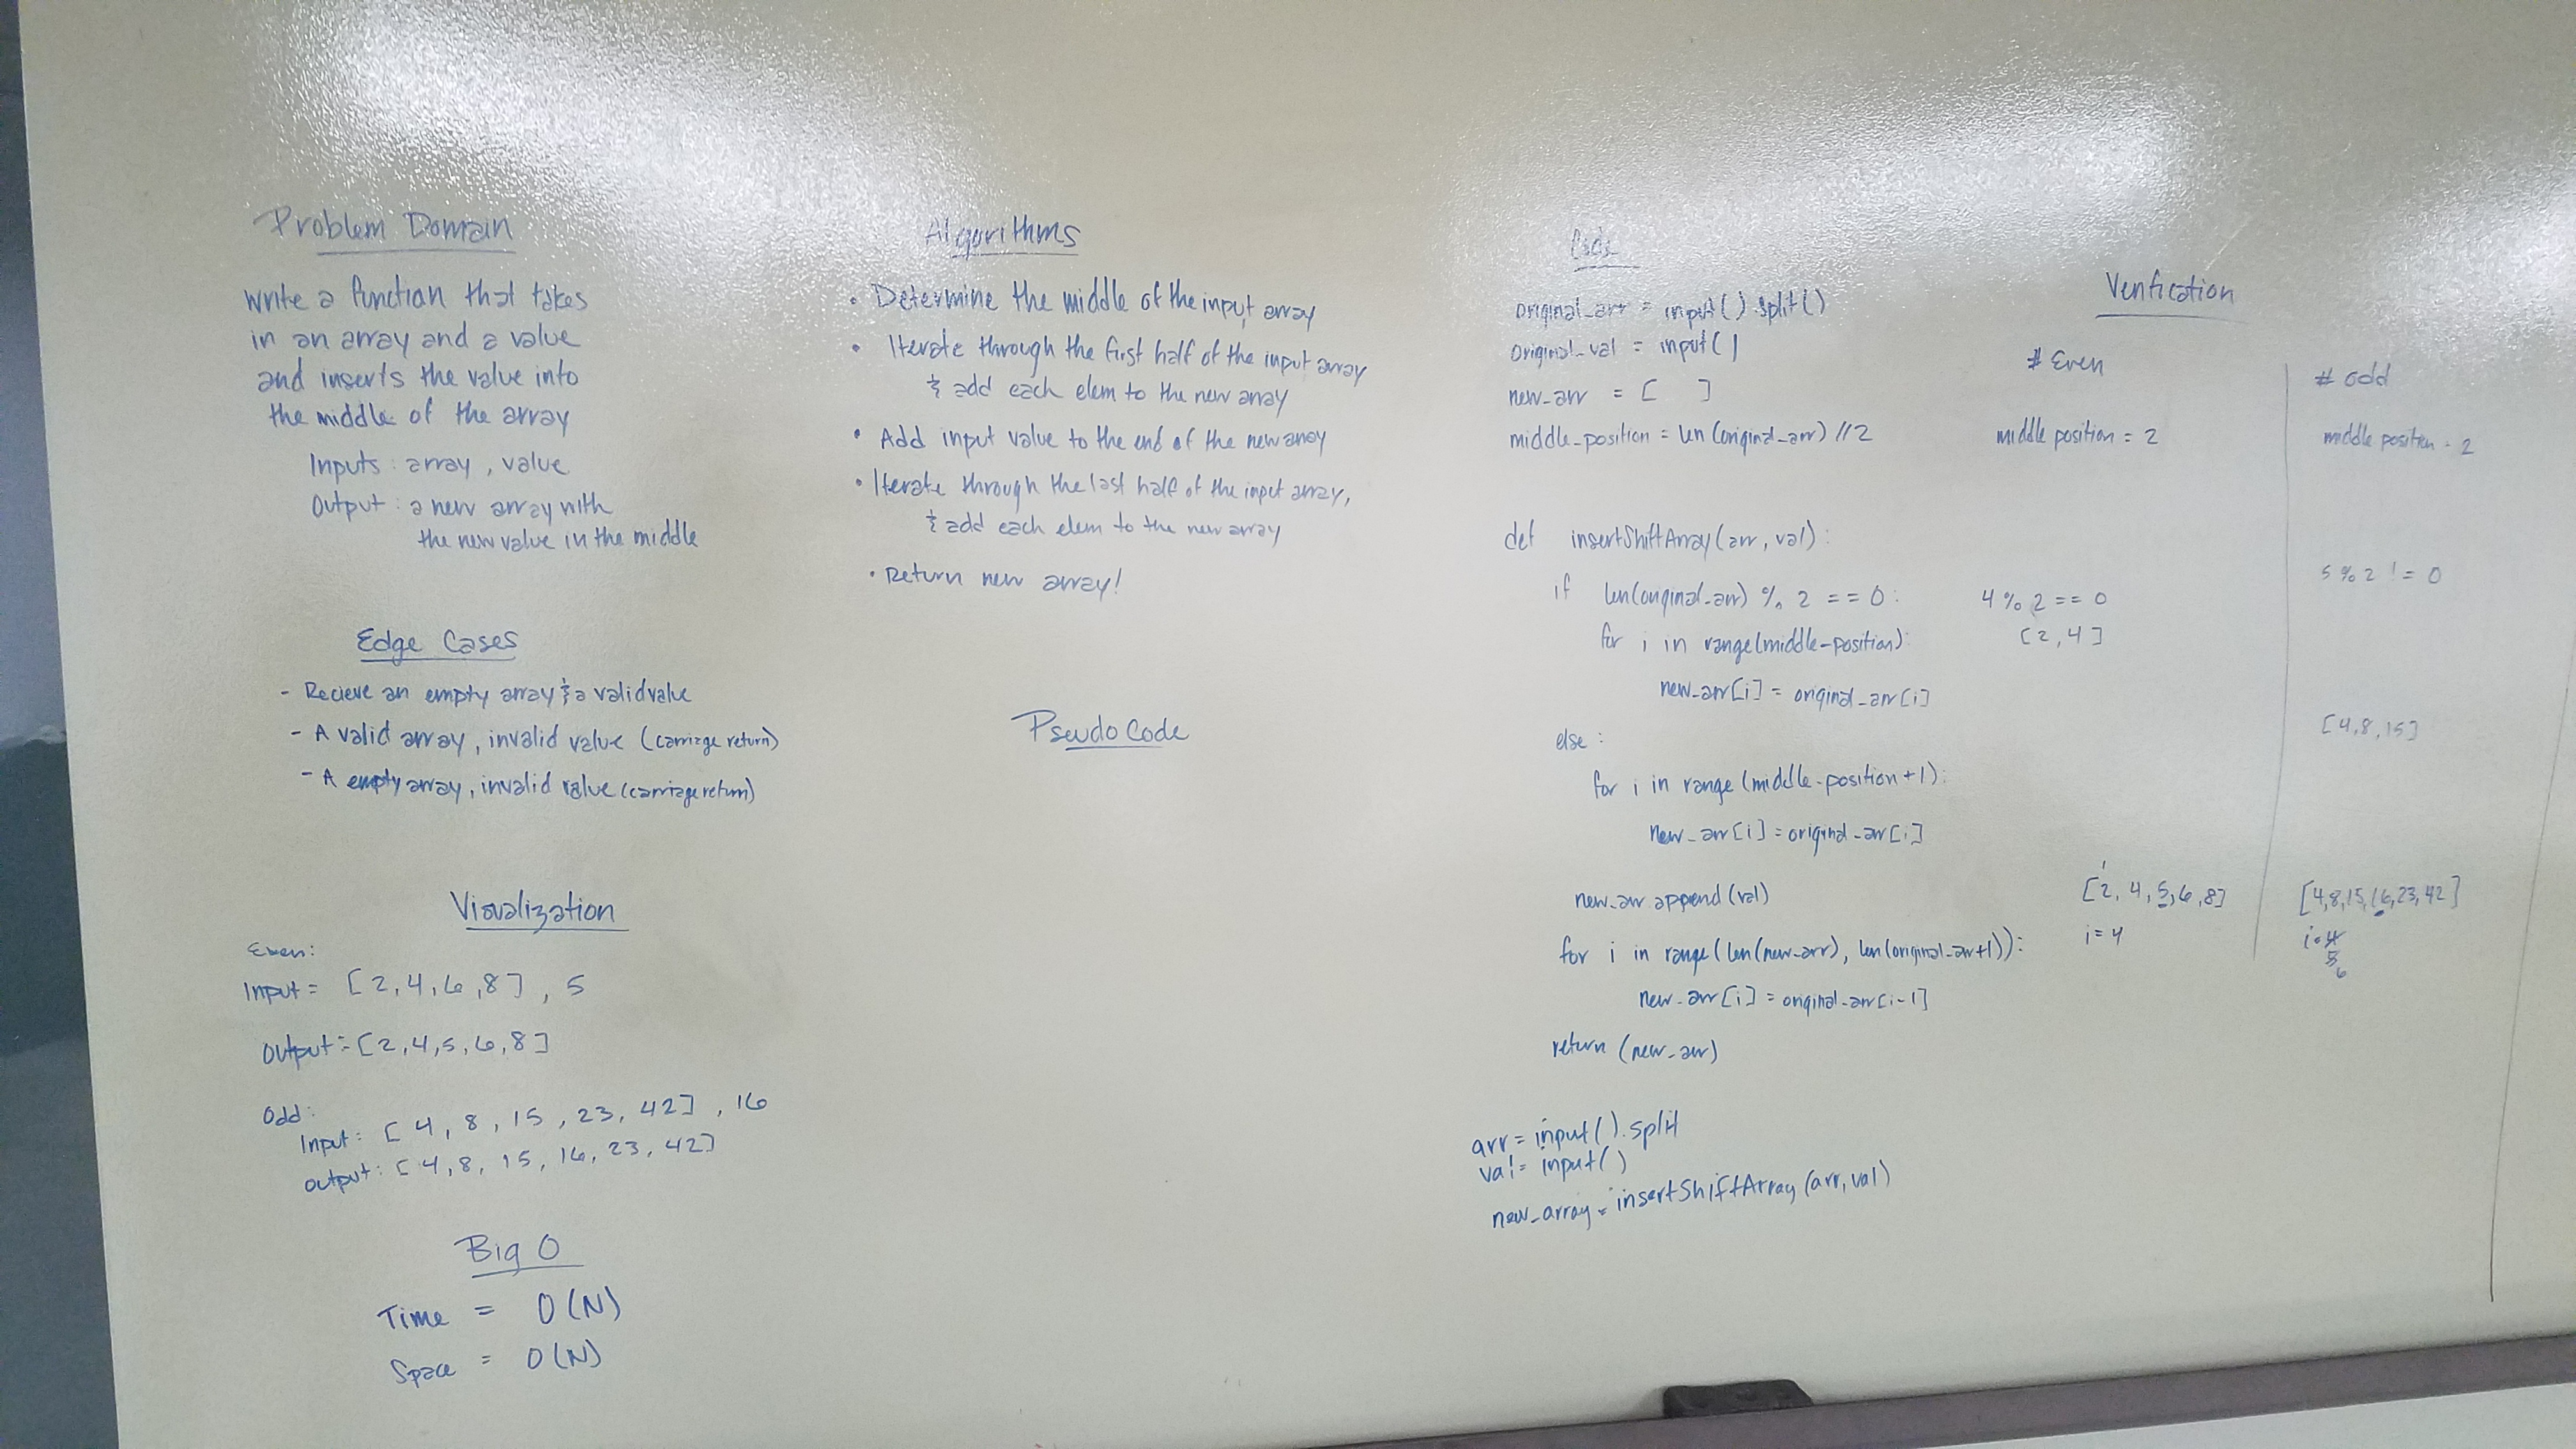 Problem Domain
write a function that takes
in an array and a value
and inserts the value into
the middle of the array
Inputs: array, value
Output: a new array with
the new value in the middle
Edge Cases
- Recieve an empty array & a valid value
- A valid array, invalid value (carriage return)
- A empty array, invalid value (carriage return)
Visualization
Even:
Input = [2,4,6,8], 5
Output = [2,4,5,6,8]
Odd:
Input: [4, 8, 15, 23, 42], 16
output: [4,8, 15, 16, 23, 42]
Big O
Time = O(N)
Space = O(N)
Algorithms
• Determine the middle of the input array
• Iterate through the first half of the input array
& add each elem to the new array
• Add input value to the end of the new array
• Iterate through the last half of the input array,
& add each elem to the new array
• Return new array!
Pseudo Code
Code
original_arr = input().split()
original_val = input()
new_arr = [ ]
middle_position = len(original_arr) // 2
def insertShiftArray(arr, val):
if len(original_arr) % 2 == 0:
for i in range(middle-position):
new_arr[i] = original_arr[i]
else:
for i in range(middle-position+1):
new_arr[i] = original_arr[i]
new_arr append(val)
for i in range(len(new_arr), len(original_arr+1)):
new_arr[i] = original_arr[i-1]
return (new_arr)
arr = input().split
val = input()
new_array = insertShiftArray(arr, val)
Verification
# Even
middle position = 2
4 % 2 == 0
[2,4]
[2, 4, 5, 6, 8]
i = 4
# odd
middle position = 2
5 % 2 != 0
[4,8,15]
[4,8,15,16,23,42]
i = 4
5
6